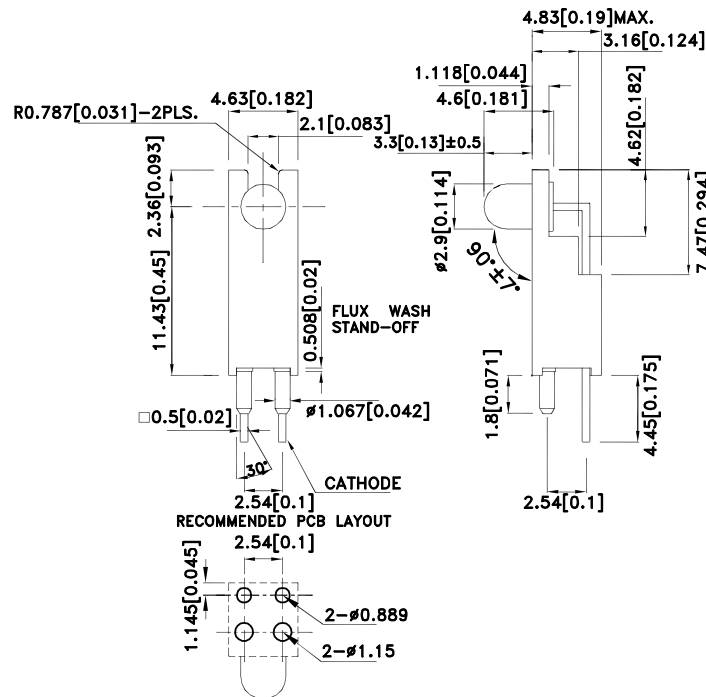 4.83[0.19]MAX.
3.16[0.124]
1.118[0.044]
4.63[0.182]
4.6[0.181]
R0.787[0.031]-2PLS.
2.1[0.083]
3.3[0.13]±0.5
4.62[0.182]
2.36[0.093]
ø2.9[0.114]
7.47[0.294]
90°±7°
11.43[0.45]
0.508[0.02]
FLUX WASH
STAND-OFF
1.8[0.071]
4.45[0.175]
□0.5[0.02]
ø1.067[0.042]
30°
CATHODE
2.54[0.1]
2.54[0.1]
RECOMMENDED PCB LAYOUT
2.54[0.1]
1.145[0.045]
2-ø0.889
2-ø1.15